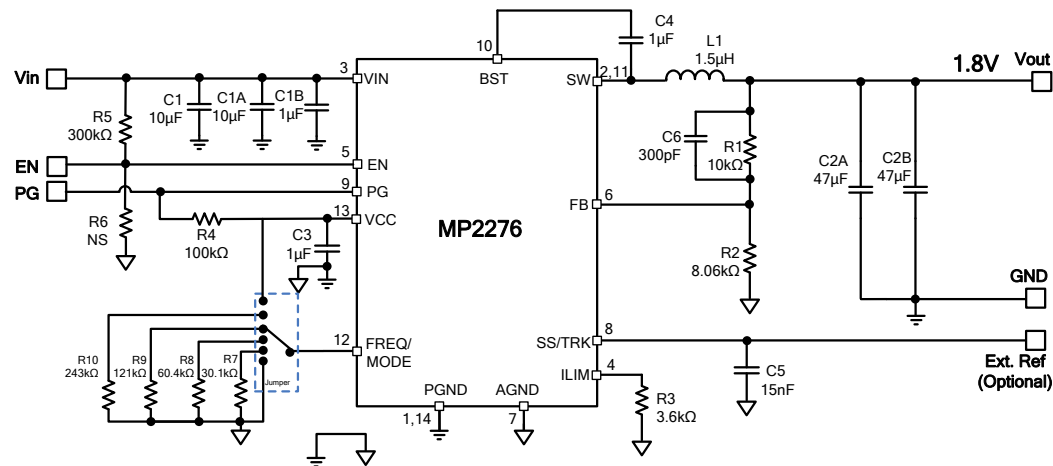 C4
1μF
10
BST
L1
1.5μH
2,11
SW
1.8V
Vout
Vin
3
VIN
C1
10μF
C1A
10μF
C1B
1μF
R5
300kΩ
C6
300pF
R1
10kΩ
C2A
47μF
C2B
47μF
EN
5
EN
PG
9
PG
13
VCC
FB
6
MP2276
R6
NS
R4
100kΩ
C3
1μF
R2
8.06kΩ
GND
12
FREQ/
MODE
SS/TRK
8
Ext. Ref
(Optional)
ILIM
4
R10
243kΩ
R9
121kΩ
R8
60.4kΩ
R7
30.1kΩ
Jumper
C5
15nF
R3
3.6kΩ
PGND
1,14
AGND
7